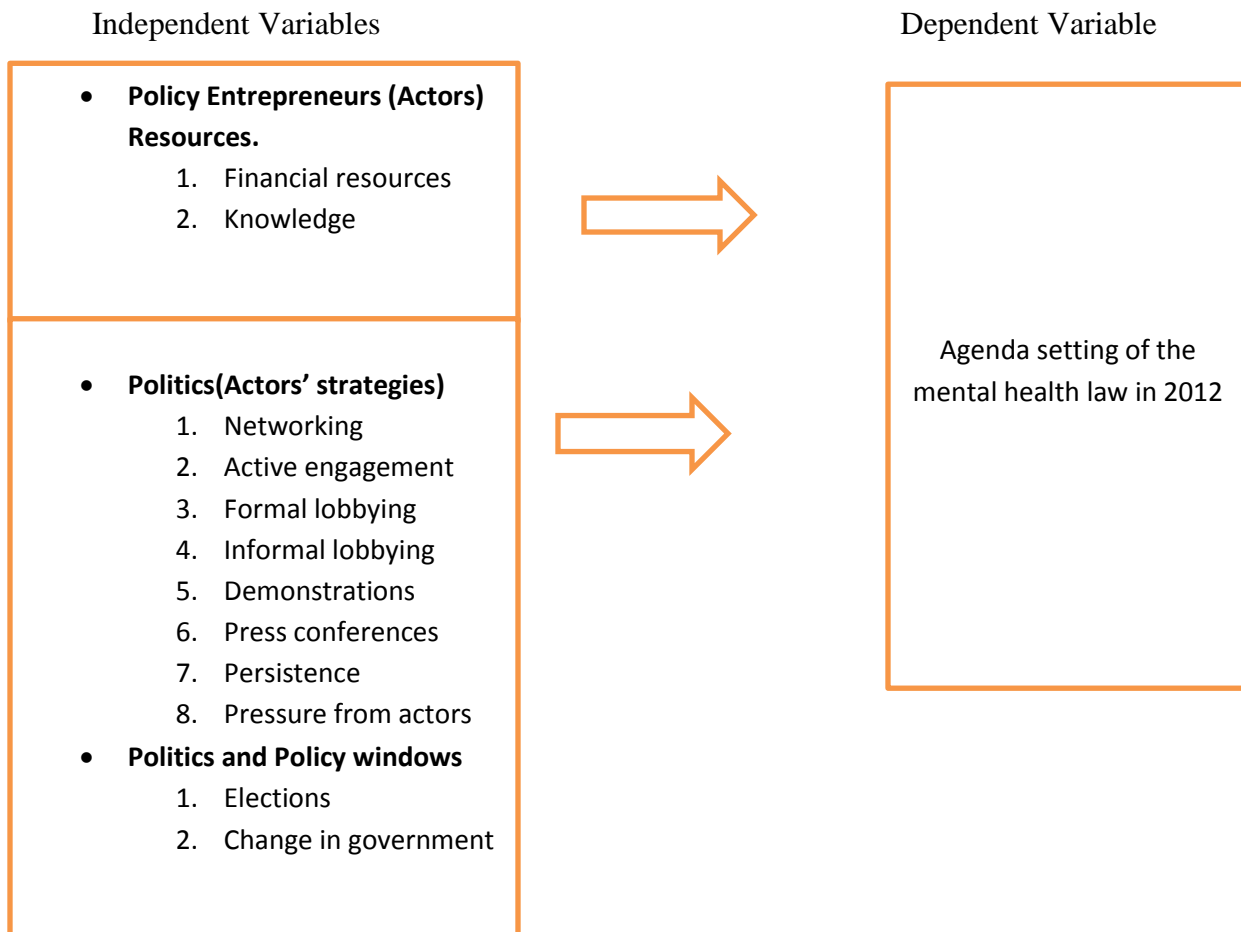 Independent Variables
Dependent Variable
• Policy Entrepreneurs (Actors)
Resources.
1. Financial resources
2. Knowledge
• Politics(Actors’ strategies)
1. Networking
2. Active engagement
3. Formal lobbying
4. Informal lobbying
5. Demonstrations
6. Press conferences
7. Persistence
8. Pressure from actors
• Politics and Policy windows
1. Elections
2. Change in government
Agenda setting of the
mental health law in 2012